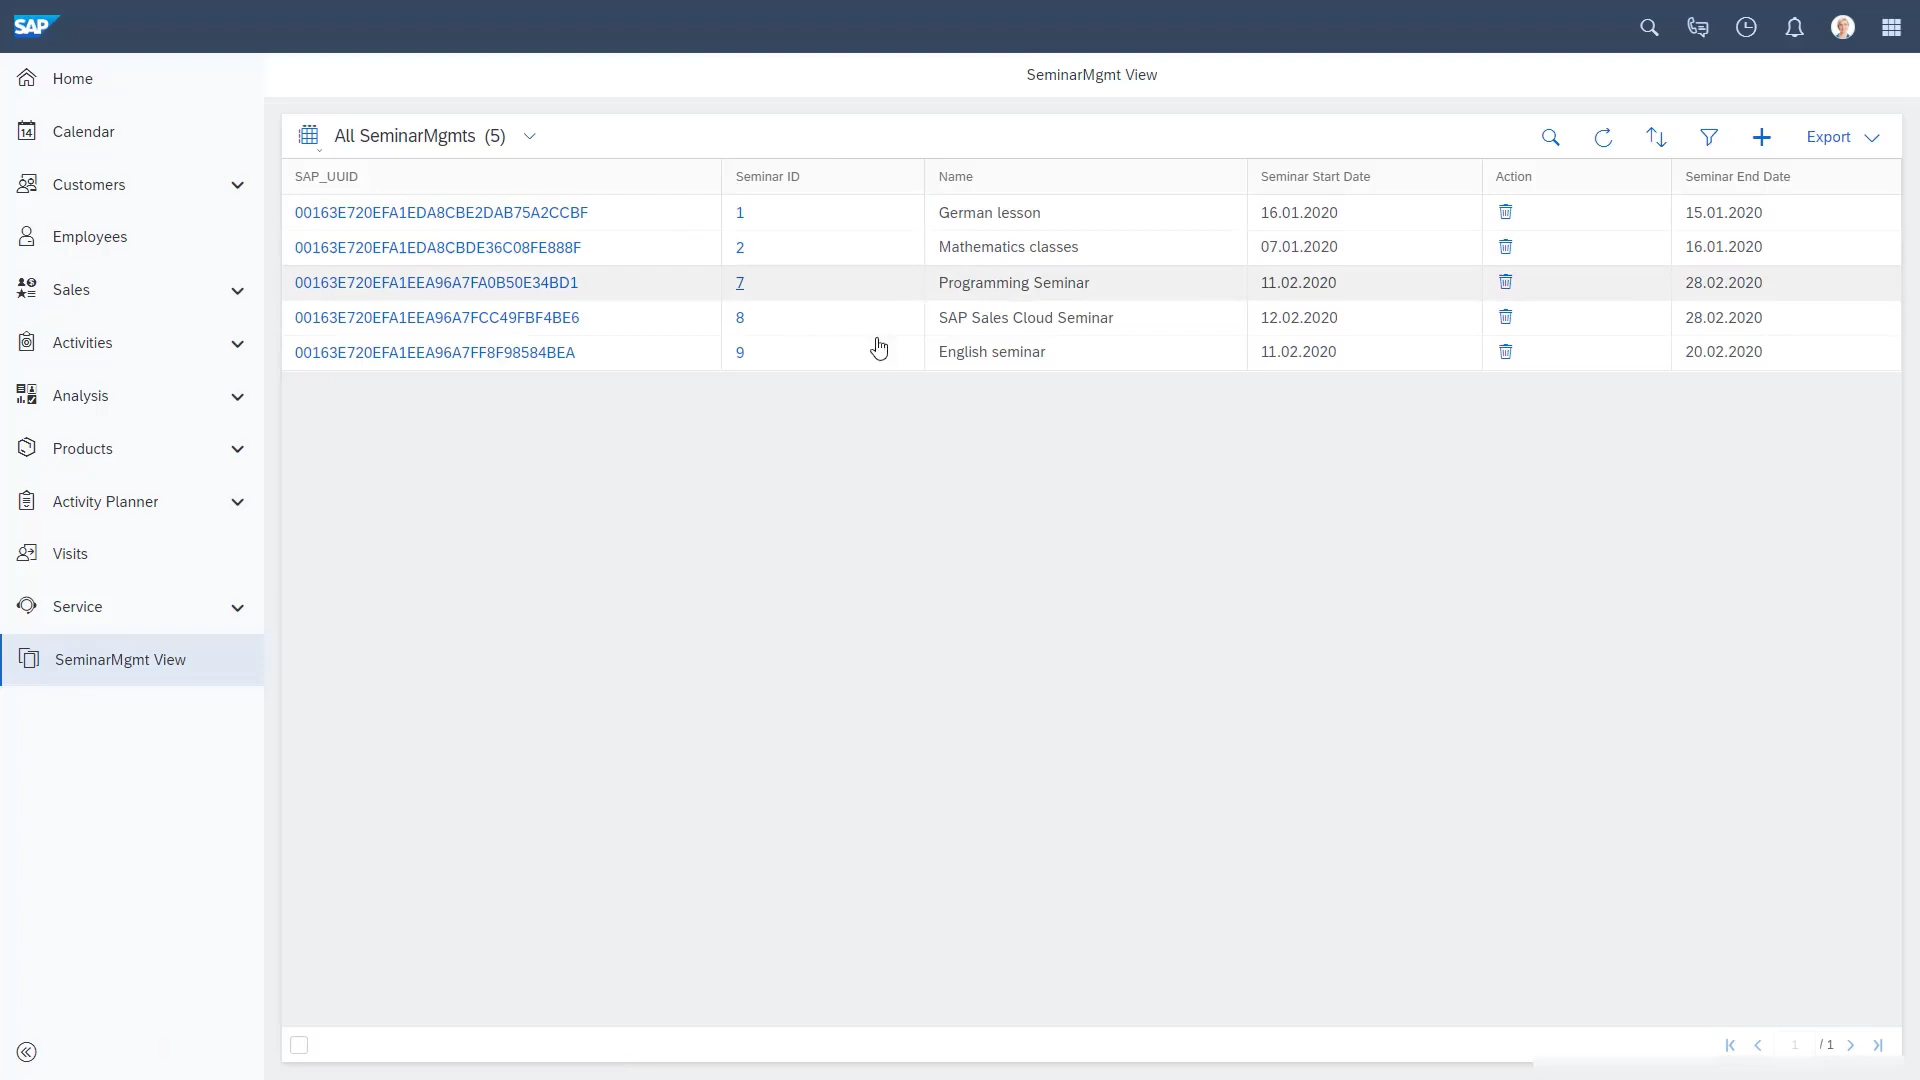 SAP
Home
14
Calendar
Customers
Employees
Sales
Activities
Analysis
Products
Activity Planner
Visits
Service
SeminarMgmt View
SeminarMgmt View
All SeminarMgmts (5)
Export
SAP_UUID Seminar ID Name Seminar Start Date Action Seminar End Date
00163E720EFA1EDA8CBE2DAB75A2CCBF 1 German lesson 16.01.2020 15.01.2020
00163E720EFA1EDA8CBDE36C08FE888F 2 Mathematics classes 07.01.2020 16.01.2020
00163E720EFA1EEA96A7FA0B50E34BD1 7 Programming Seminar 11.02.2020 28.02.2020
00163E720EFA1EEA96A7FCC49FBF4BE6 8 SAP Sales Cloud Seminar 12.02.2020 28.02.2020
00163E720EFA1EEA96A7FF8F98584BEA 9 English seminar 11.02.2020 20.02.2020
1 / 1